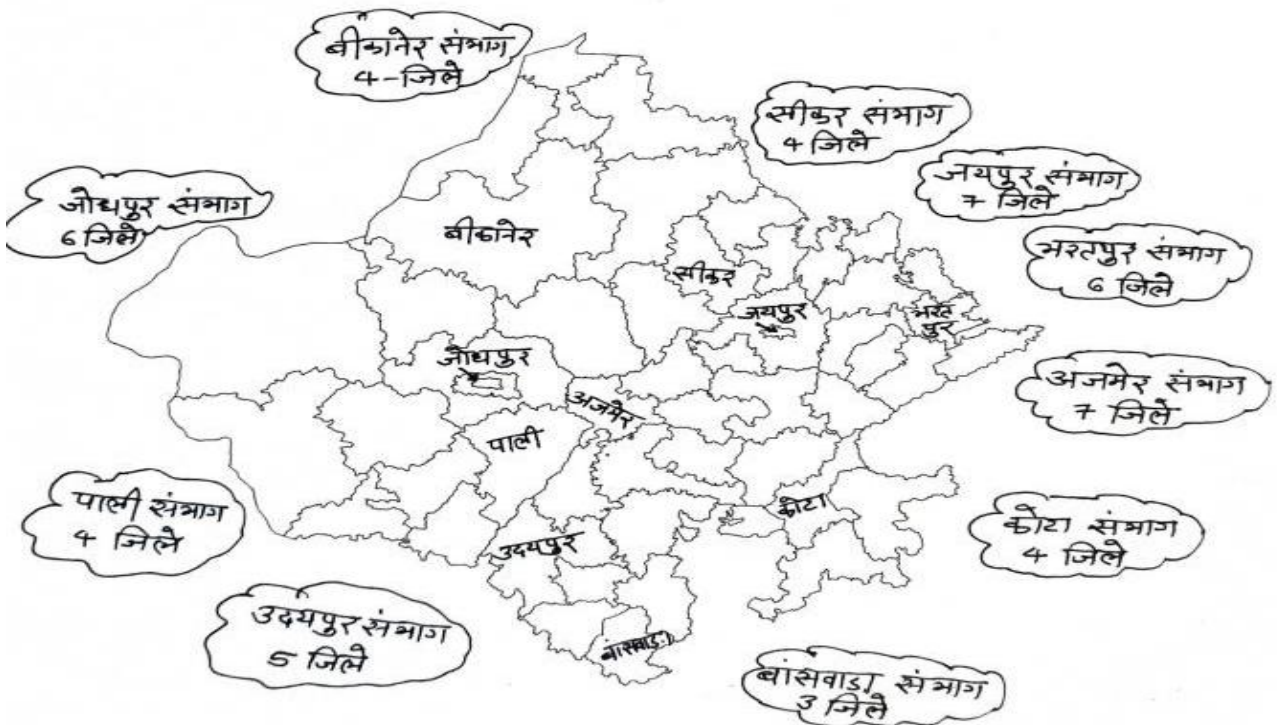 बीकानेर संभाग
4-जिले
सीकर संभाग
4 जिले
जयपुर संभाग
7 जिले
जोधपुर संभाग
6 जिले
भरतपुर संभाग
6 जिले
बीकानेर
सीकर
जयपुर
भरत
पुर
जोधपुर
अजमेर संभाग
7 जिले
अजमेर
पाली
पाली संभाग
4 जिले
कोटा
कोटा संभाग
4 जिले
उदयपुर
उदयपुर संभाग
5 जिले
बांसवाड़ा
बांसवाडा संभाग
3 जिले